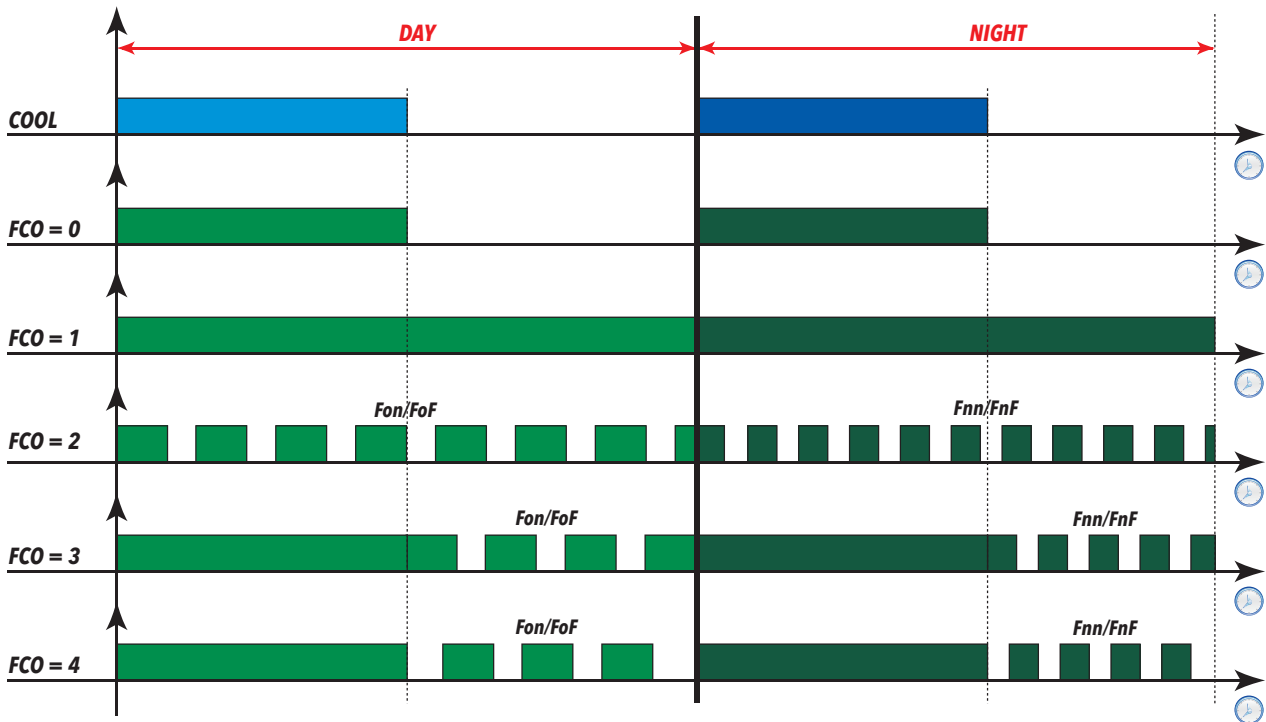 DAY
NIGHT
COOL
FCO = 0
FCO = 1
Fon/FoF
Fnn/FnF
FCO = 2
Fon/FoF
Fnn/FnF
FCO = 3
Fon/FoF
Fnn/FnF
FCO = 4